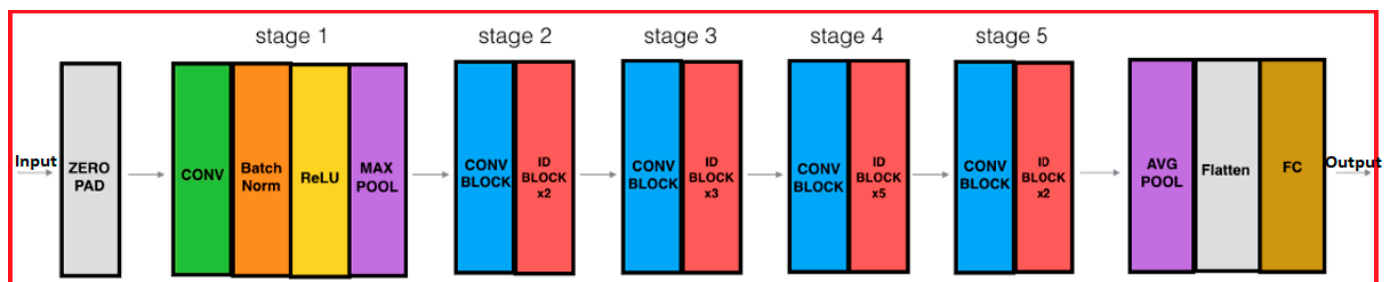 stage 1
stage 2
stage 3
stage 4
stage 5
Input
ZERO
PAD
CONV
Batch
Norm
ReLU
MAX
POOL
CONV
BLOCK
ID
BLOCK
x2
CONV
BLOCK
ID
BLOCK
x3
CONV
BLOCK
ID
BLOCK
x5
CONV
BLOCK
ID
BLOCK
x2
AVG
POOL
Flatten
FC
Output